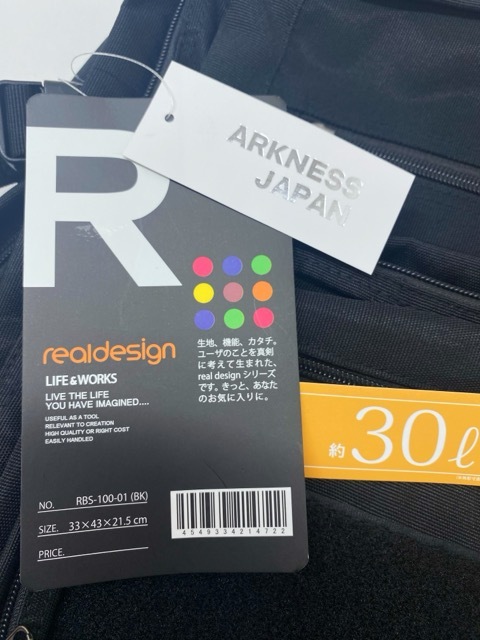 ARKNESS
JAPAN
R
realdesign
LIFE & WORKS
LIVE THE LIFE
YOU HAVE IMAGINED....
USEFUL AS A TOOL
RELEVANT TO CREATION
HIGH QUALITY OR RIGHT COST
EASILY HANDLED
生地、機能、カタチ。
ユーザのことを真剣
に考えて生まれた、
real design シリーズ
です。きっと、あなた
のお気に入りに。
約30ℓ
NO. RBS-100-01 (BK)
SIZE. 33×43×21.5 cm
PRICE.
4549334214722